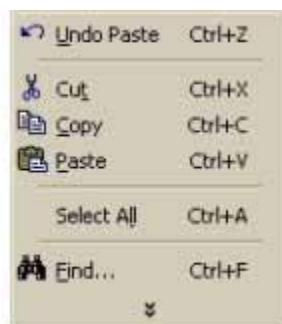 Undo Paste Ctrl+Z
Cut Ctrl+X
Copy Ctrl+C
Paste Ctrl+V
Select All Ctrl+A
Find... Ctrl+F